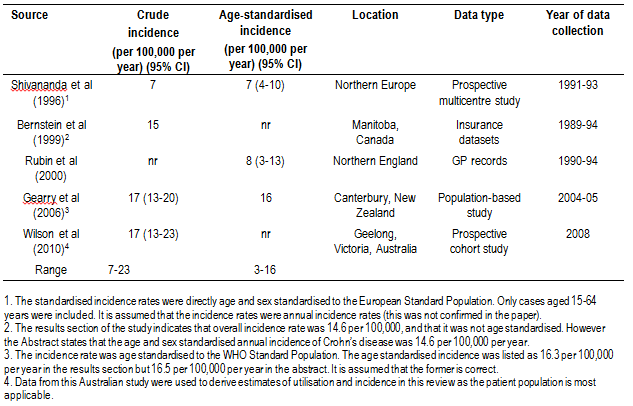 Source Crude incidence (per 100,000 per year) (95% CI) Age-standardised incidence (per 100,000 per year) (95% CI) Location Data type Year of data collection
Shivananda et al (1996)1 7 7 (4-10) Northern Europe Prospective multicentre study 1991-93
Bernstein et al (1999)2 15 nr Manitoba, Canada Insurance datasets 1989-94
Rubin et al (2000) nr 8 (3-13) Northern England GP records 1990-94
Gearry et al (2006)3 17 (13-20) 16 Canterbury, New Zealand Population-based study 2004-05
Wilson et al (2010)4 17 (13-23) nr Geelong, Victoria, Australia Prospective cohort study 2008
Range 7-23 3-16
1. The standardised incidence rates were directly age and sex standardised to the European Standard Population. Only cases aged 15-64
years were included. It is assumed that the incidence rates were annual incidence rates (this was not confirmed in the paper).
2. The results section of the study indicates that overall incidence rate was 14.6 per 100,000, and that it was not age standardised. However
the Abstract states that the age and sex standardised annual incidence of Crohn's disease was 14.6 per 100,000 per year.
3. The incidence rate was age standardised to the WHO Standard Population. The age standardised incidence was listed as 16.3 per 100,000
per year in the results section but 16.5 per 100,000 per year in the abstract. It is assumed that the former is correct.
4. Data from this Australian study were used to derive estimates of utilisation and incidence in this review as the patient population is most
applicable.